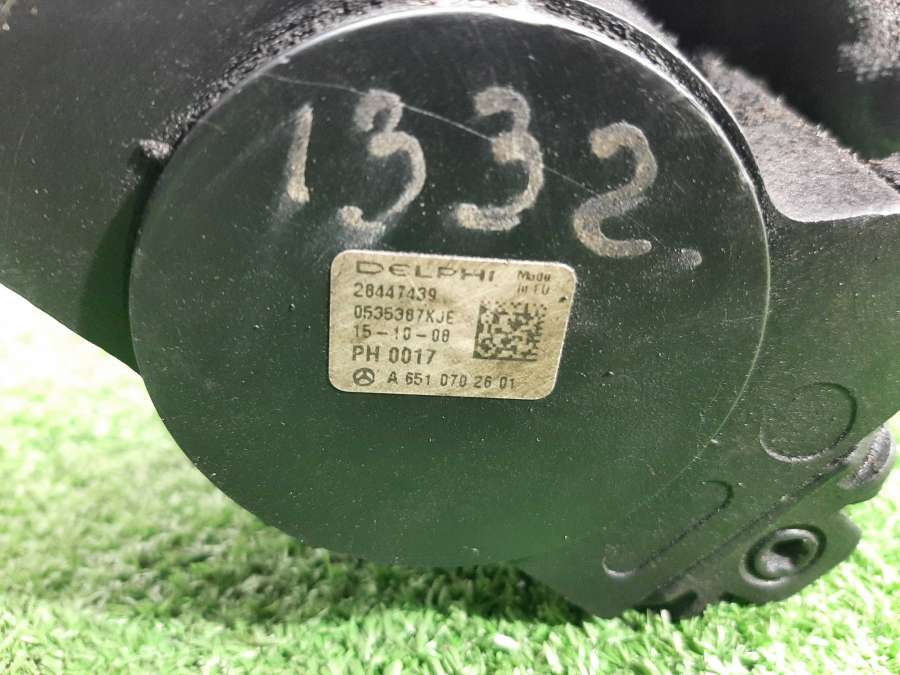 1332
DELPHI Made In EU
28447439
0535387KJE
15-10-08
PH 0017
A 651 070 26 01